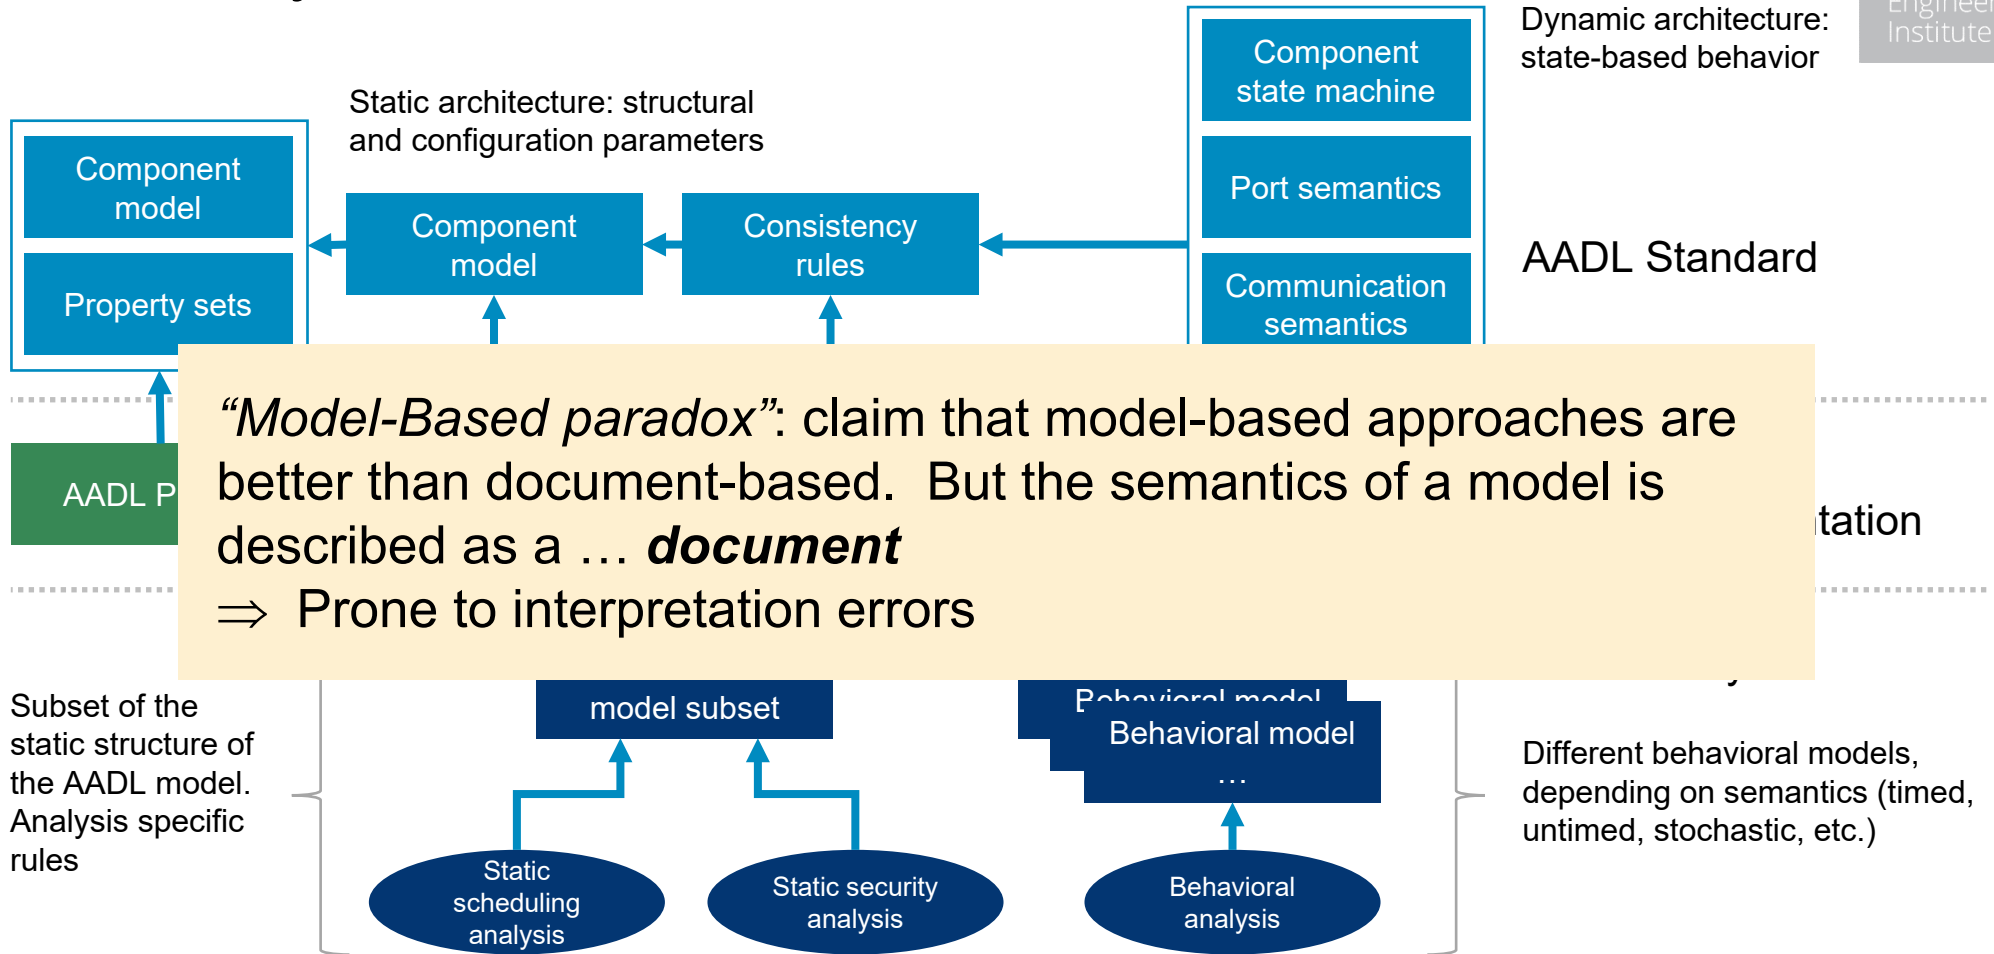 Engineer
Institute
Dynamic architecture:
state-based behavior
Component
state machine
Static architecture: structural
and configuration parameters
Component
model
Port semantics
Component
model
Consistency
rules
AADL Standard
Property sets
Communication
semantics
“Model-Based paradox”: claim that model-based approaches are
better than document-based. But the semantics of a model is
described as a … document
⇒ Prone to interpretation errors
AADL P
tation
model subset
Behavioral model
Behavioral model
…
Subset of the
static structure of
the AADL model.
Analysis specific
rules
Different behavioral models,
depending on semantics (timed,
untimed, stochastic, etc.)
Static
scheduling
analysis
Static security
analysis
Behavioral
analysis